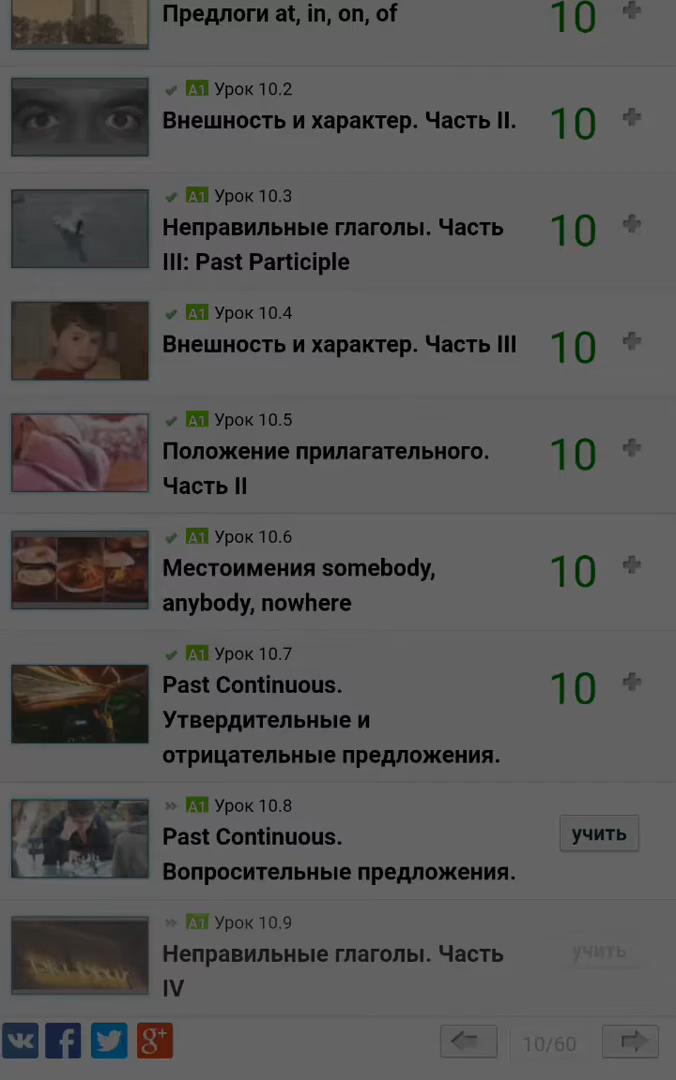 Предлоги at, in, on, of
10
A1 Урок 10.2
Внешность и характер. Часть II.
10
A1 Урок 10.3
Неправильные глаголы. Часть
III: Past Participle
10
A1 Урок 10.4
Внешность и характер. Часть III
10
A1 Урок 10.5
Положение прилагательного.
Часть II
10
A1 Урок 10.6
Местоимения somebody,
anybody, nowhere
10
A1 Урок 10.7
Past Continuous.
Утвердительные и
отрицательные предложения.
10
A1 Урок 10.8
Past Continuous.
Вопросительные предложения.
учить
A1 Урок 10.9
Неправильные глаголы. Часть
IV
учить
10/60